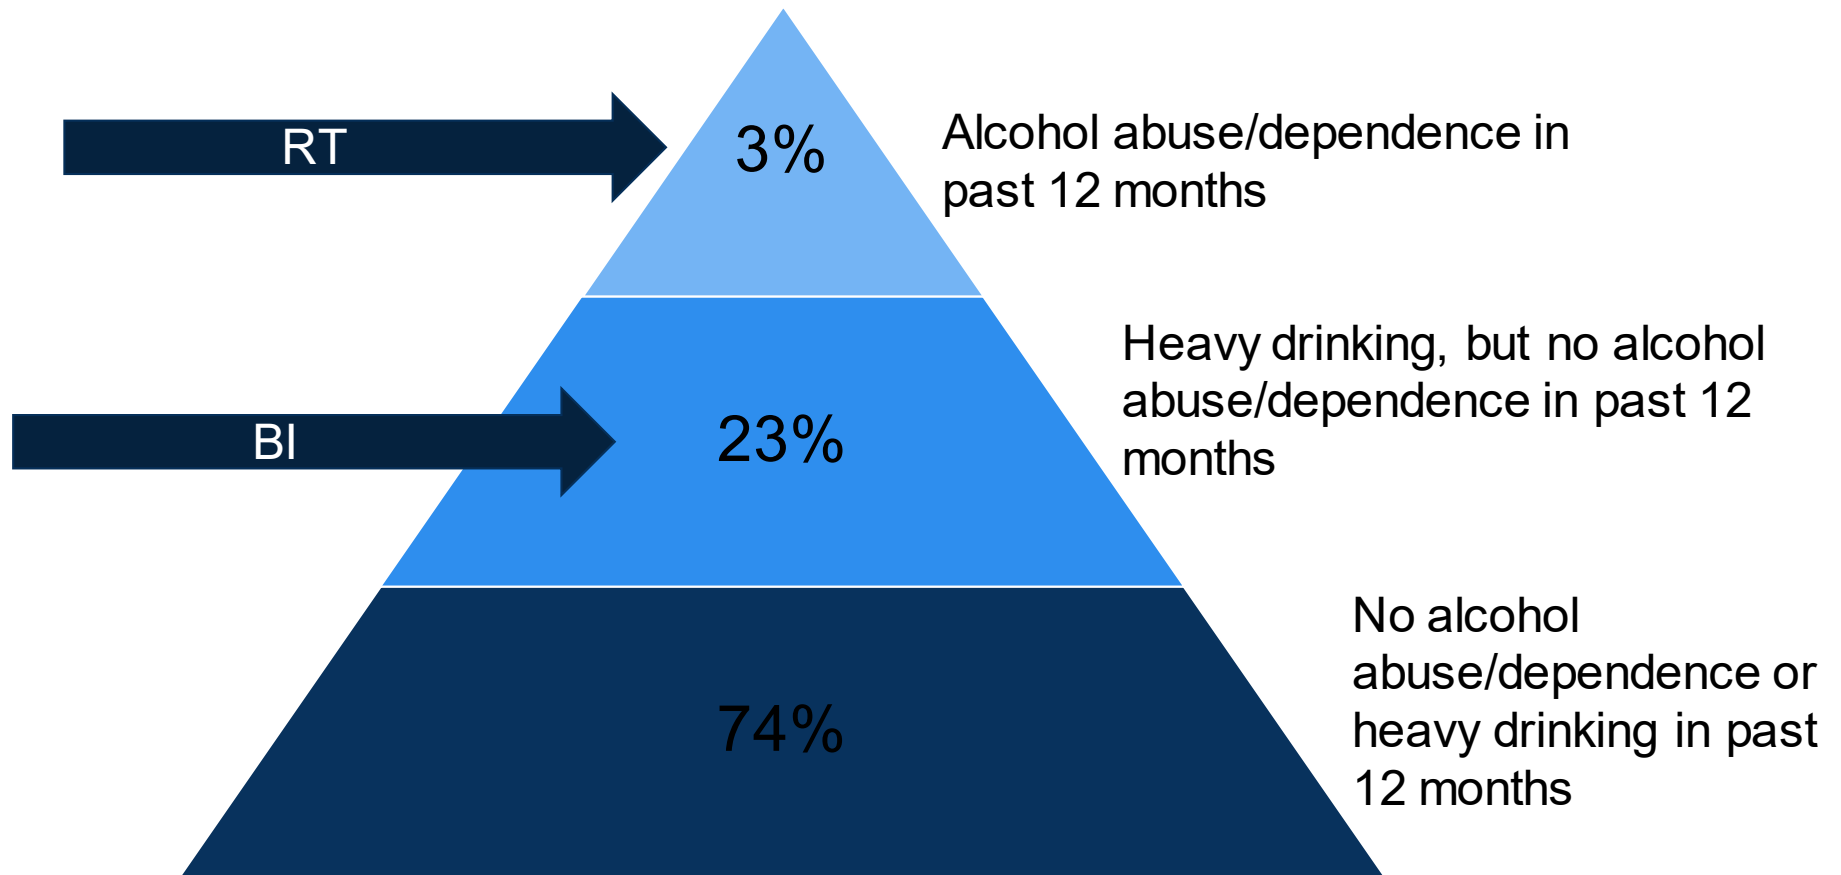 RT
3%
Alcohol abuse/dependence in
past 12 months
BI
23%
Heavy drinking, but no alcohol
abuse/dependence in past 12
months
74%
No alcohol
abuse/dependence or
heavy drinking in past
12 months